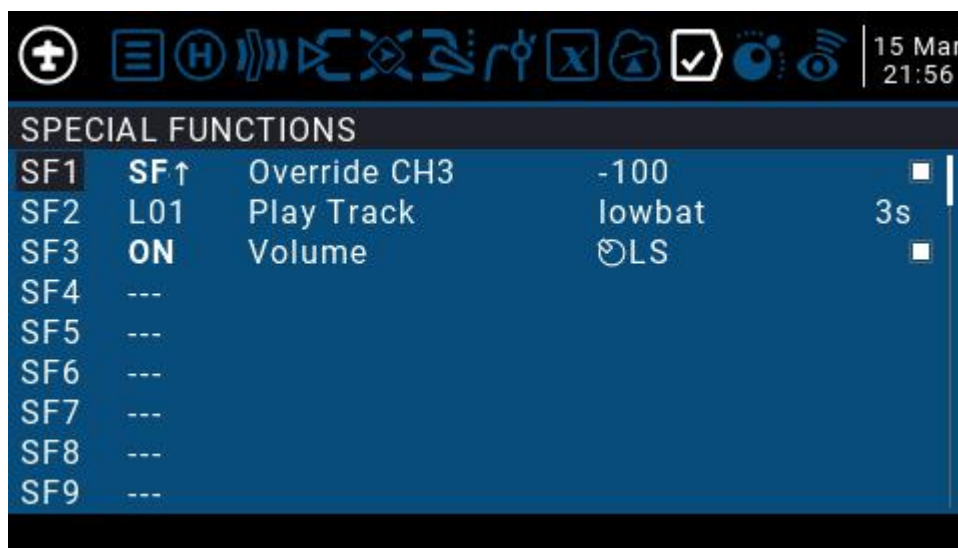 H
x
15 Mar
21:56
SPECIAL FUNCTIONS
SF1 SF↑ Override CH3 -100
SF2 L01 Play Track lowbat 3s
SF3 ON Volume LS
SF4 ---
SF5 ---
SF6 ---
SF7 ---
SF8 ---
SF9 ---